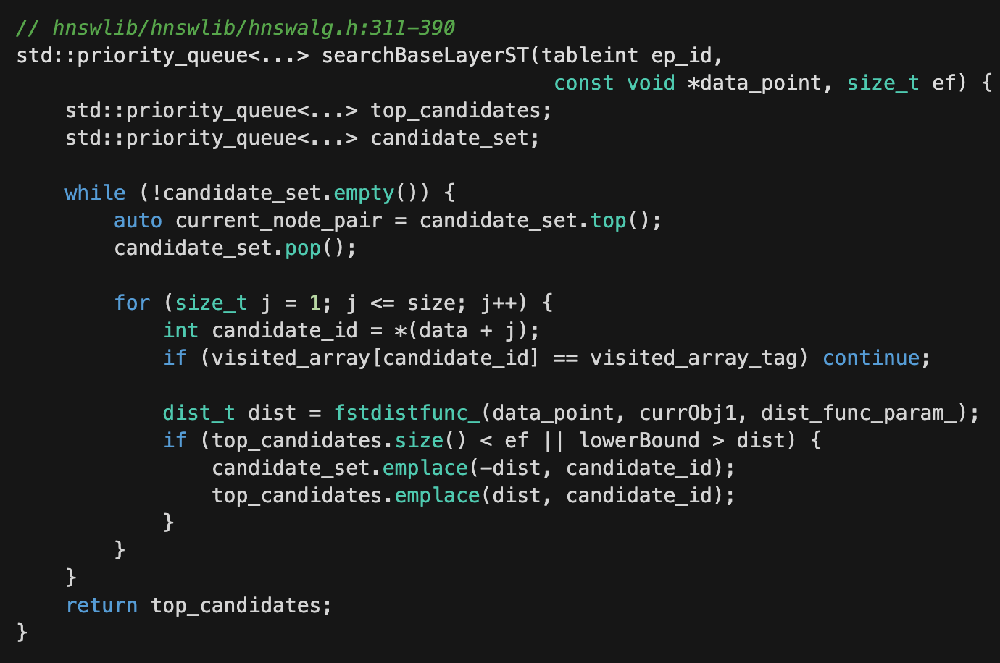 // hnswlib/hnswlib/hnswalg.h:311-390
std::priority_queue<...> searchBaseLayerST(tableint ep_id,
                                            const void *data_point, size_t ef) {
    std::priority_queue<...> top_candidates;
    std::priority_queue<...> candidate_set;

    while (!candidate_set.empty()) {
        auto current_node_pair = candidate_set.top();
        candidate_set.pop();

        for (size_t j = 1; j <= size; j++) {
            int candidate_id = *(data + j);
            if (visited_array[candidate_id] == visited_array_tag) continue;

            dist_t dist = fstdistfunc_(data_point, currObj1, dist_func_param_);
            if (top_candidates.size() < ef || lowerBound > dist) {
                candidate_set.emplace(-dist, candidate_id);
                top_candidates.emplace(dist, candidate_id);
            }
        }
    }
    return top_candidates;
}